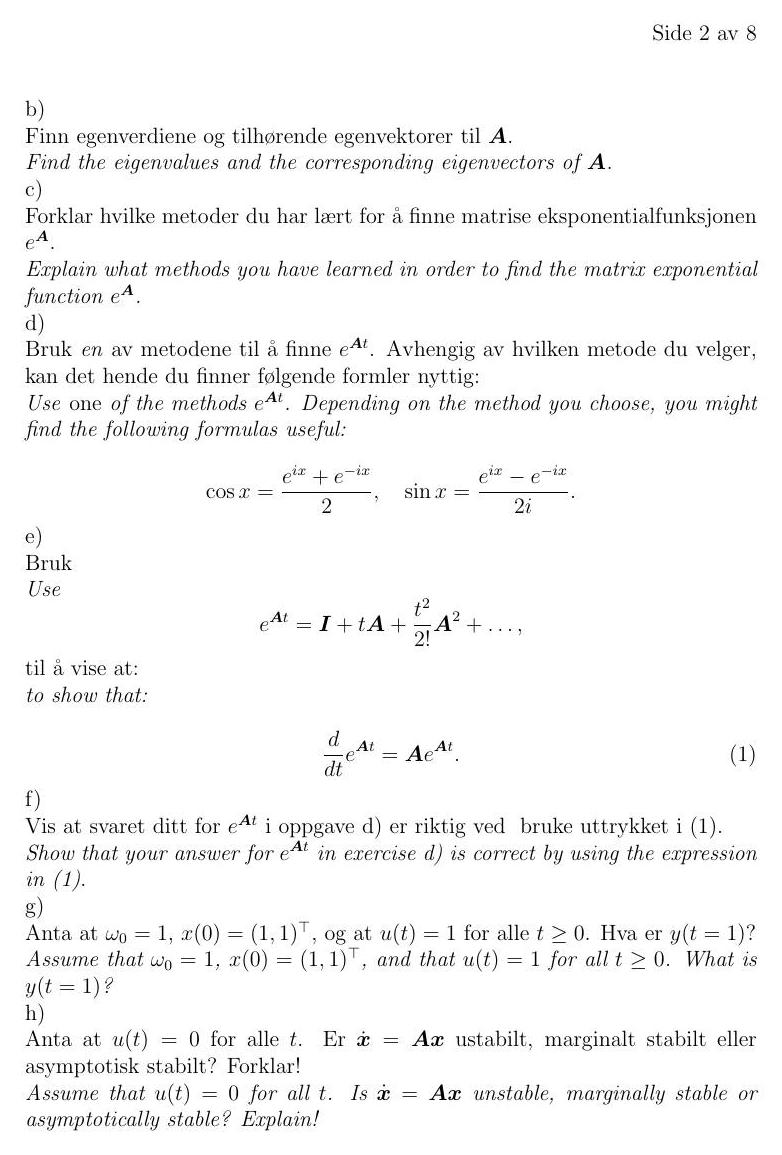 Side 2 av 8
b)
Finn egenverdiene og tilhørende egenvektorer til A.
Find the eigenvalues and the corresponding eigenvectors of A.
c)
Forklar hvilke metoder du har lært for å finne matrise eksponentialfunksjonen
e^A.
Explain what methods you have learned in order to find the matrix exponential
function e^A.
d)
Bruk en av metodene til å finne e^{At}. Avhengig av hvilken metode du velger,
kan det hende du finner følgende formler nyttig:
Use one of the methods e^{At}. Depending on the method you choose, you might
find the following formulas useful:
cos x = \frac{e^{ix} + e^{-ix}}{2}, sin x = \frac{e^{ix} - e^{-ix}}{2i}.
e)
Bruk
Use
e^{At} = I + tA + \frac{t^2}{2!}A^2 + . . . ,
til å vise at:
to show that:
\frac{d}{dt}e^{At} = Ae^{At}. (1)
f)
Vis at svaret ditt for e^{At} i oppgave d) er riktig ved bruke uttrykket i (1).
Show that your answer for e^{At} in exercise d) is correct by using the expression
in (1).
g)
Anta at ω_0 = 1, x(0) = (1, 1)^⊤, og at u(t) = 1 for alle t ≥ 0. Hva er y(t = 1)?
Assume that ω_0 = 1, x(0) = (1, 1)^⊤, and that u(t) = 1 for all t ≥ 0. What is
y(t = 1)?
h)
Anta at u(t) = 0 for alle t. Er ẋ = Ax ustabilt, marginalt stabilt eller
asymptotisk stabilt? Forklar!
Assume that u(t) = 0 for all t. Is ẋ = Ax unstable, marginally stable or
asymptotically stable? Explain!